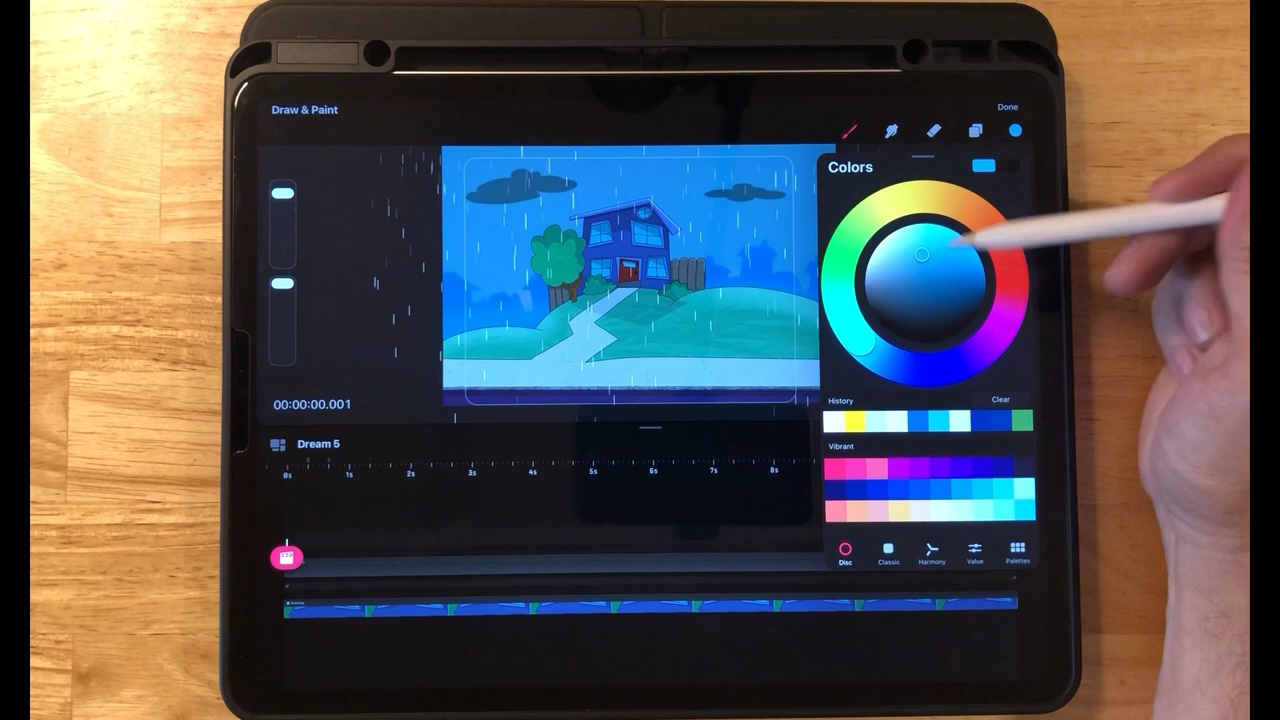 Draw & Paint
Done
Colors
00:00:00.001
History
Clear
Vibrant
Dream 5
0s 1s 2s 3s 4s 5s 6s 7s 8s
Disc Classic Harmony Value Palettes